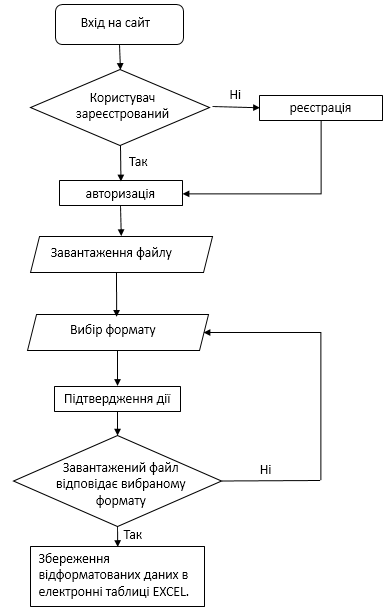 Вхід на сайт
Користувач
зареєстрований
Ні
реєстрація
Так
авторизація
Завантаження файлу
Вибір формату
Підтвердження дії
Завантажений файл
відповідає вибраному
формату
Ні
Так
Збереження
відформатованих даних в
електронні таблиці EXCEL.